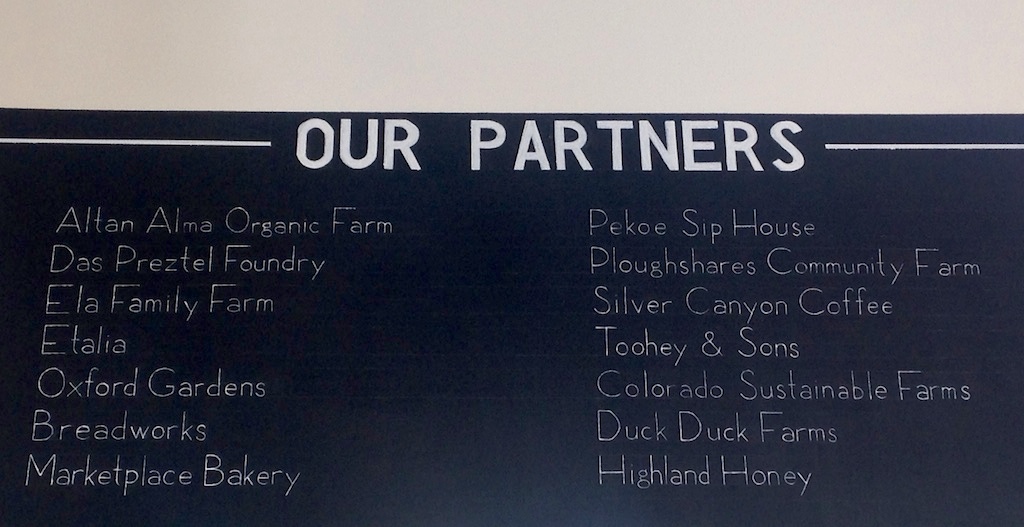 OUR PARTNERS
Altan Alma Organic Farm
Das Preztel Foundry
Ela Family Farm
Etalia
Oxford Gardens
Breadworks
Marketplace Bakery
Pekoe Sip House
Ploughshares Community Farm
Silver Canyon Coffee
Toohey & Sons
Colorado Sustainable Farms
Duck Duck Farms
Highland Honey